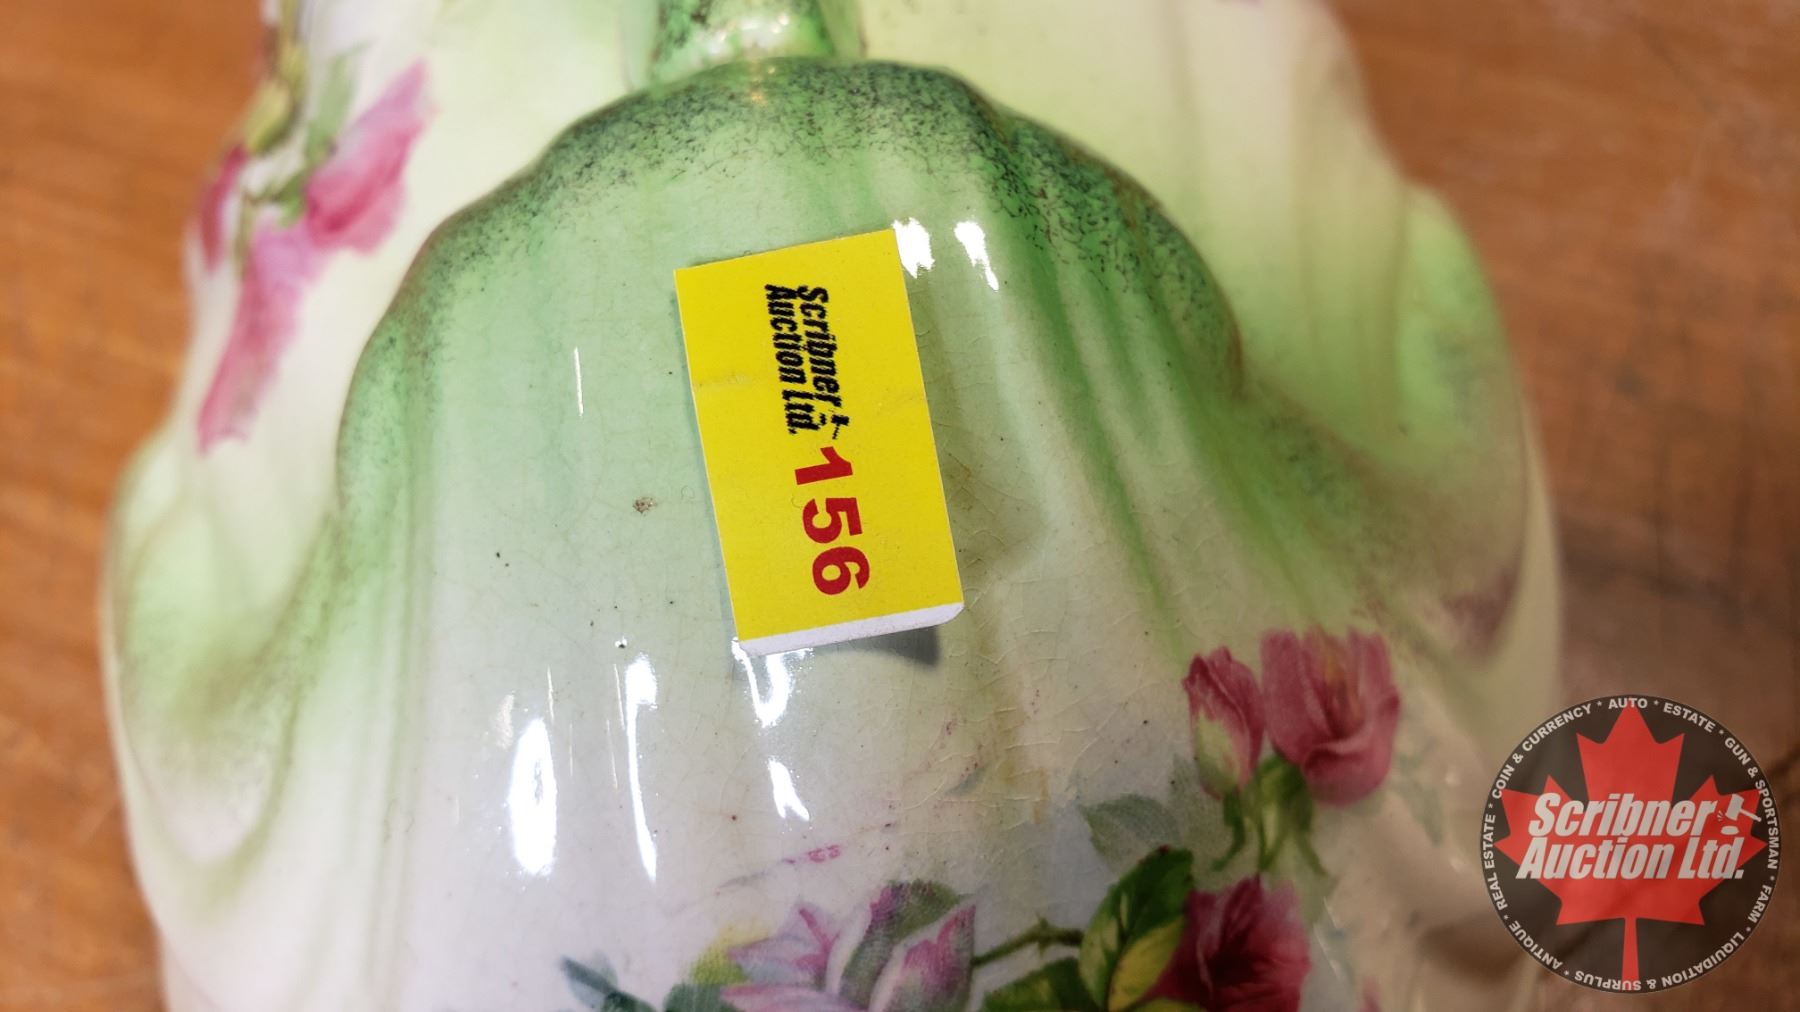 Scribner
Auction Ltd.
156
Scribner
Auction Ltd.
REAL ESTATE * COIN & CURRENCY * AUTO * ESTATE * GUN & SPORTSMAN * FARM * LIQUIDATION & SURPLUS * ANTIQUE *